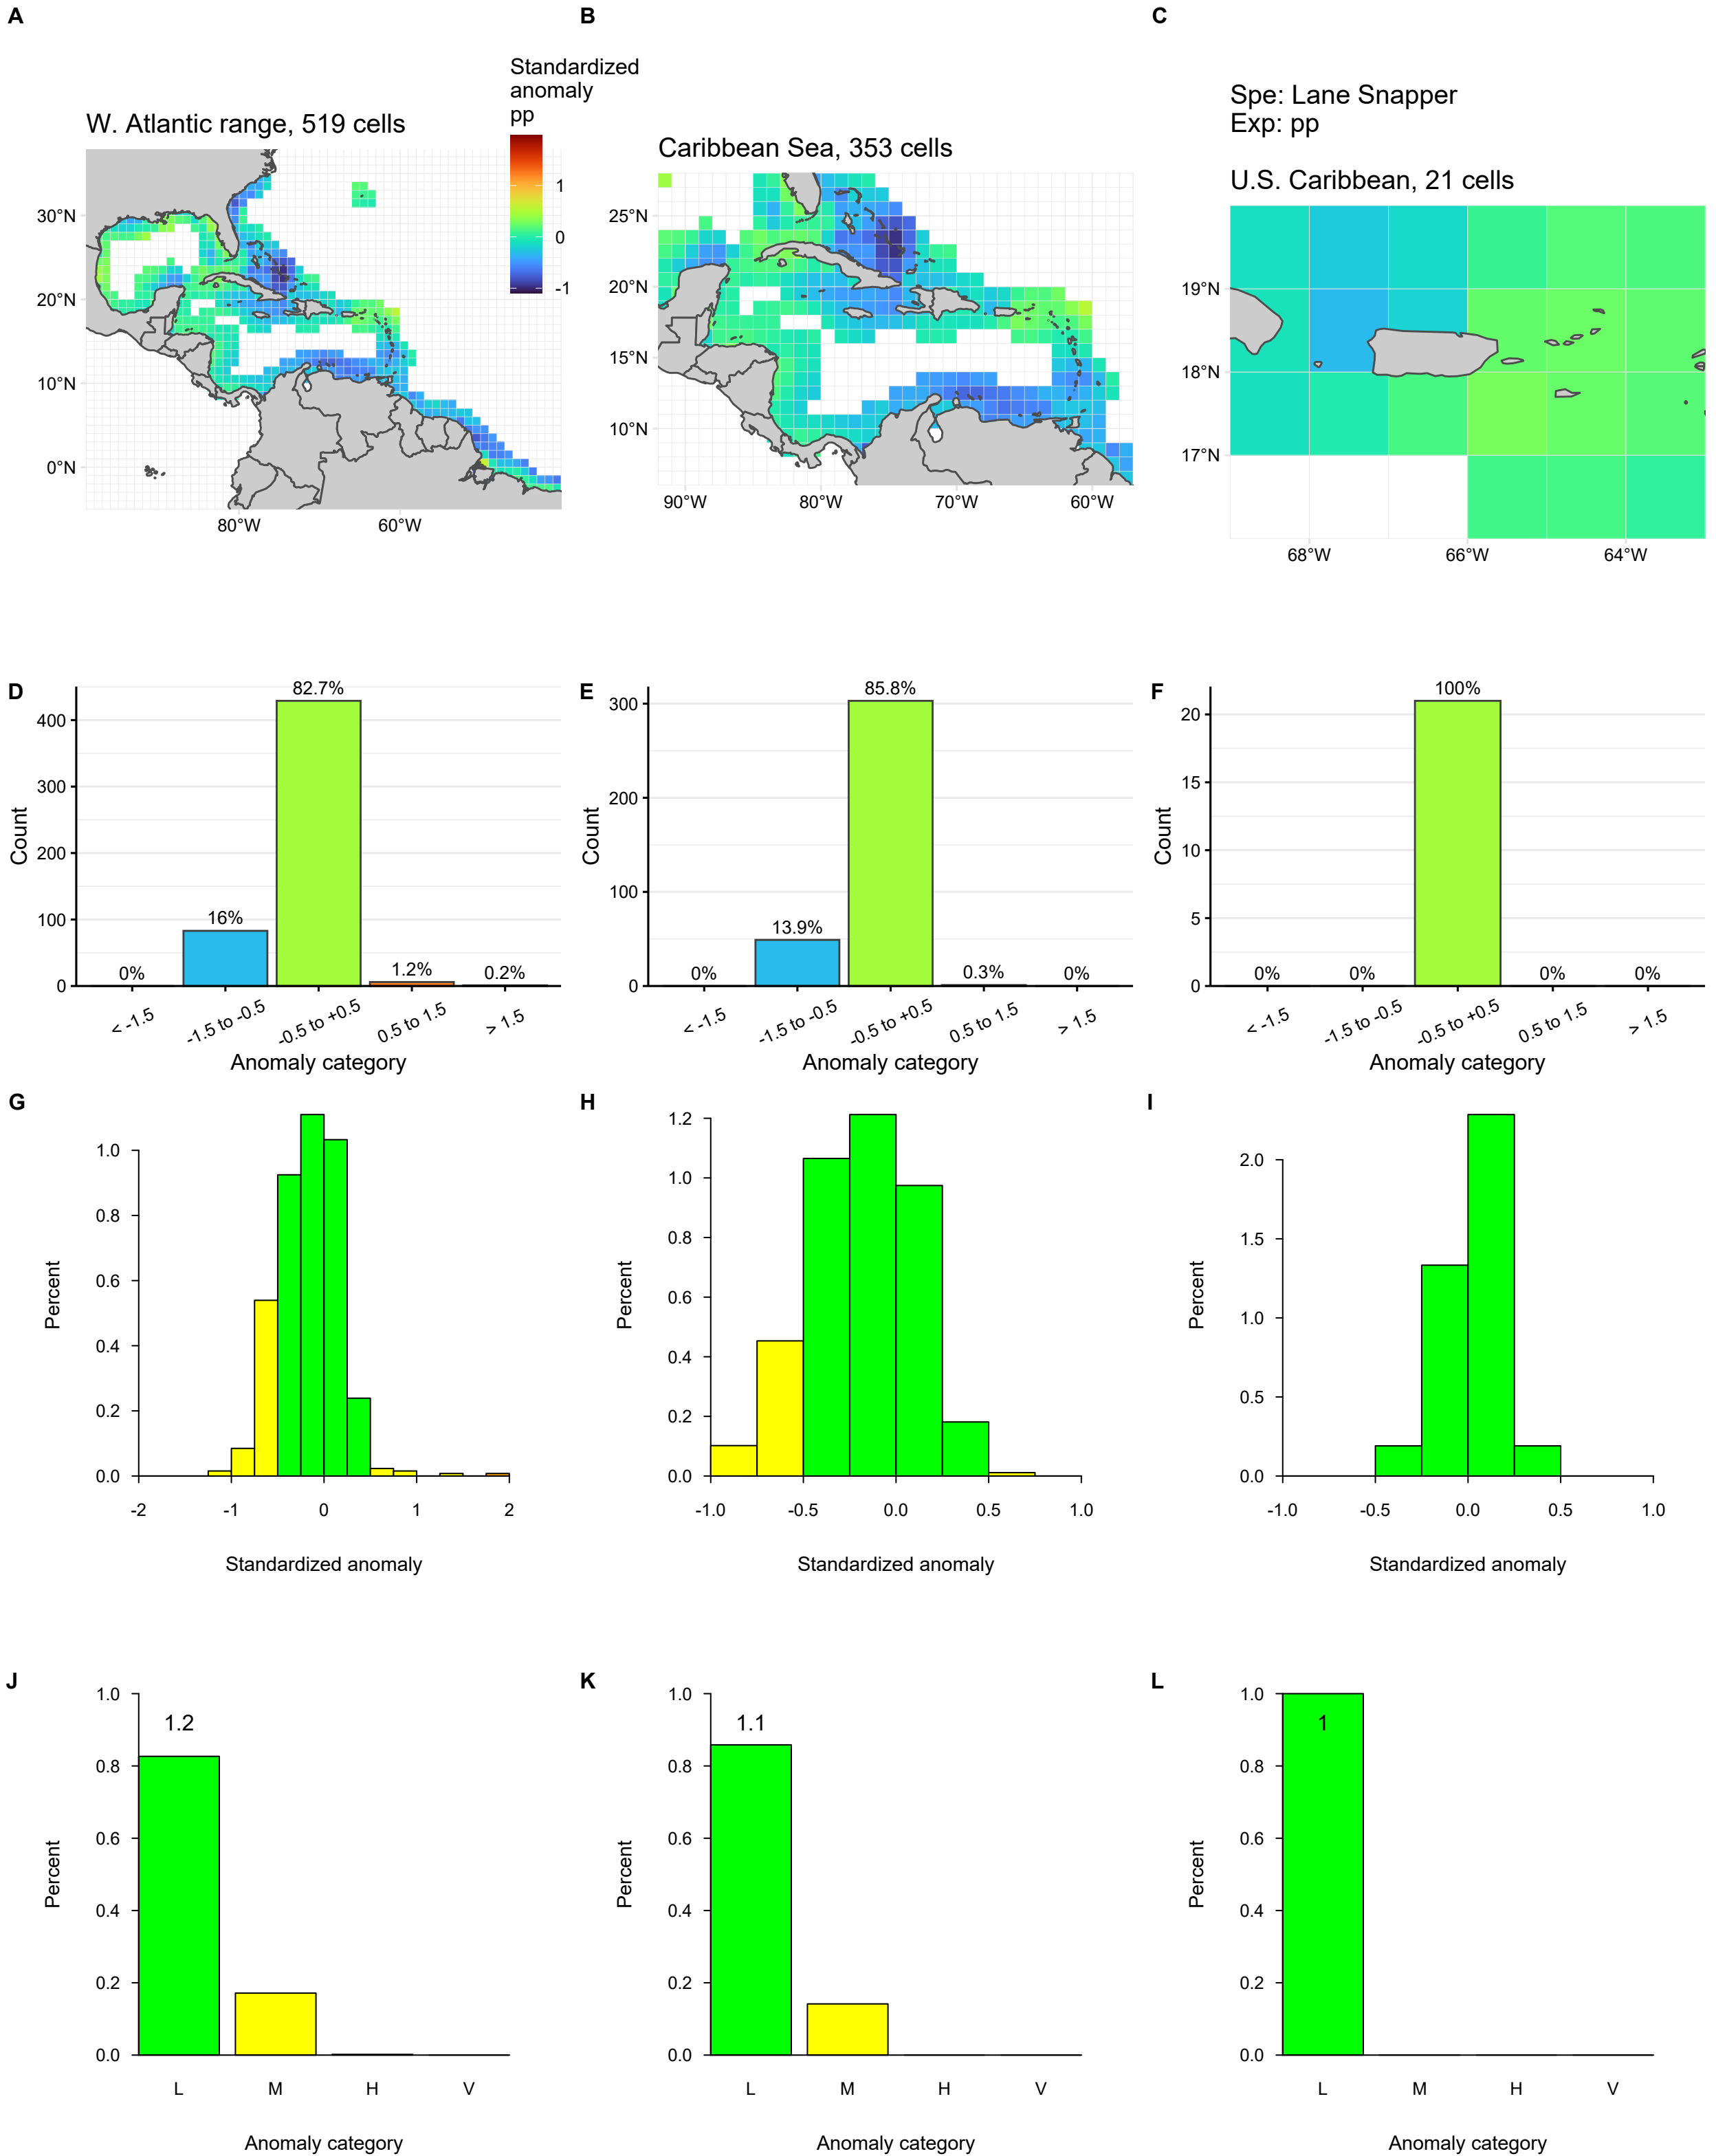 A
B
C
Standardized
anomaly
pp
1
0
-1
W. Atlantic range, 519 cells
30°N
20°N
10°N
0°N
80°W
60°W
Caribbean Sea, 353 cells
25°N
20°N
15°N
10°N
90°W
80°W
70°W
60°W
Spe: Lane Snapper
Exp: pp
U.S. Caribbean, 21 cells
19°N
18°N
17°N
68°W
66°W
64°W
D
Count
400
300
200
100
0
0%
16%
82.7%
1.2%
0.2%
< -1.5
-1.5 to -0.5
-0.5 to +0.5
0.5 to 1.5
> 1.5
Anomaly category
E
Count
300
200
100
0
0%
13.9%
85.8%
0.3%
0%
< -1.5
-1.5 to -0.5
-0.5 to +0.5
0.5 to 1.5
> 1.5
Anomaly category
F
Count
20
15
10
5
0
0%
0%
100%
0%
0%
< -1.5
-1.5 to -0.5
-0.5 to +0.5
0.5 to 1.5
> 1.5
Anomaly category
G
Percent
1.0
0.8
0.6
0.4
0.2
0.0
-2
-1
0
1
2
Standardized anomaly
H
Percent
1.2
1.0
0.8
0.6
0.4
0.2
0.0
-1.0
-0.5
0.0
0.5
1.0
Standardized anomaly
I
Percent
2.0
1.5
1.0
0.5
0.0
-1.0
-0.5
0.0
0.5
1.0
Standardized anomaly
J
Percent
1.0
0.8
0.6
0.4
0.2
0.0
1.2
L
M
H
V
Anomaly category
K
Percent
1.0
0.8
0.6
0.4
0.2
0.0
1.1
L
M
H
V
Anomaly category
L
Percent
1.0
0.8
0.6
0.4
0.2
0.0
1
L
M
H
V
Anomaly category